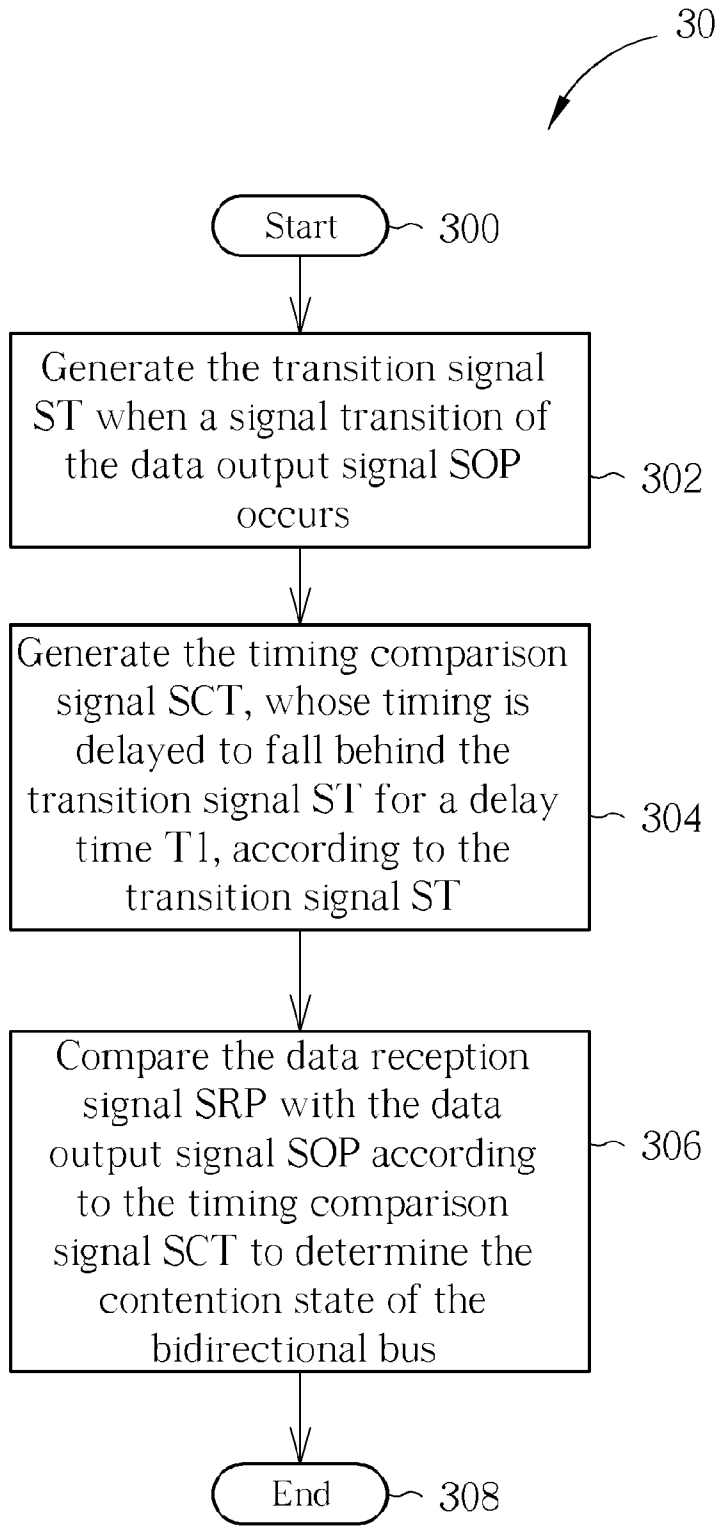 30
Start
300
Generate the transition signal
ST when a signal transition of
the data output signal SOP
occurs
302
Generate the timing comparison
signal SCT, whose timing is
delayed to fall behind the
transition signal ST for a delay
time T1, according to the
transition signal ST
304
Compare the data reception
signal SRP with the data
output signal SOP according
to the timing comparison
signal SCT to determine the
contention state of the
bidirectional bus
306
End
308